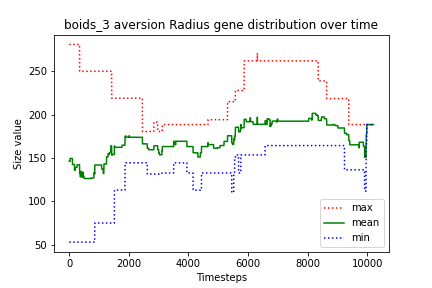 boids_3 aversion Radius gene distribution over time
Size value
250
200
150
100
50
max
mean
min
0
2000
4000
6000
8000
10000
Timesteps